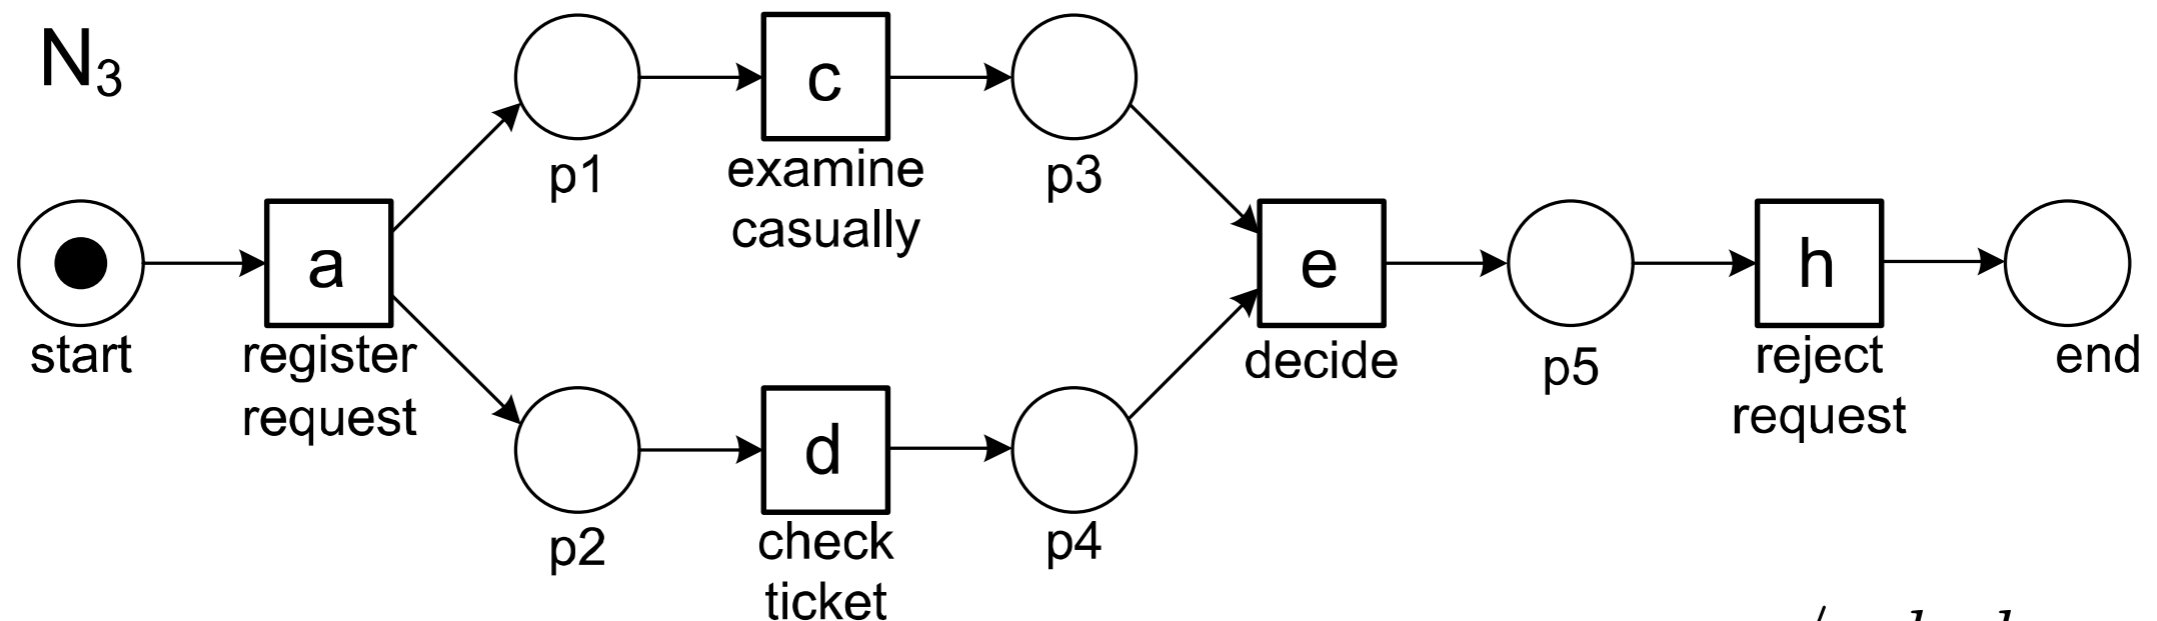 N3
p1
c
examine
casually
p3
start
a
register
request
p2
d
check
ticket
p4
e
decide
p5
h
reject
request
end